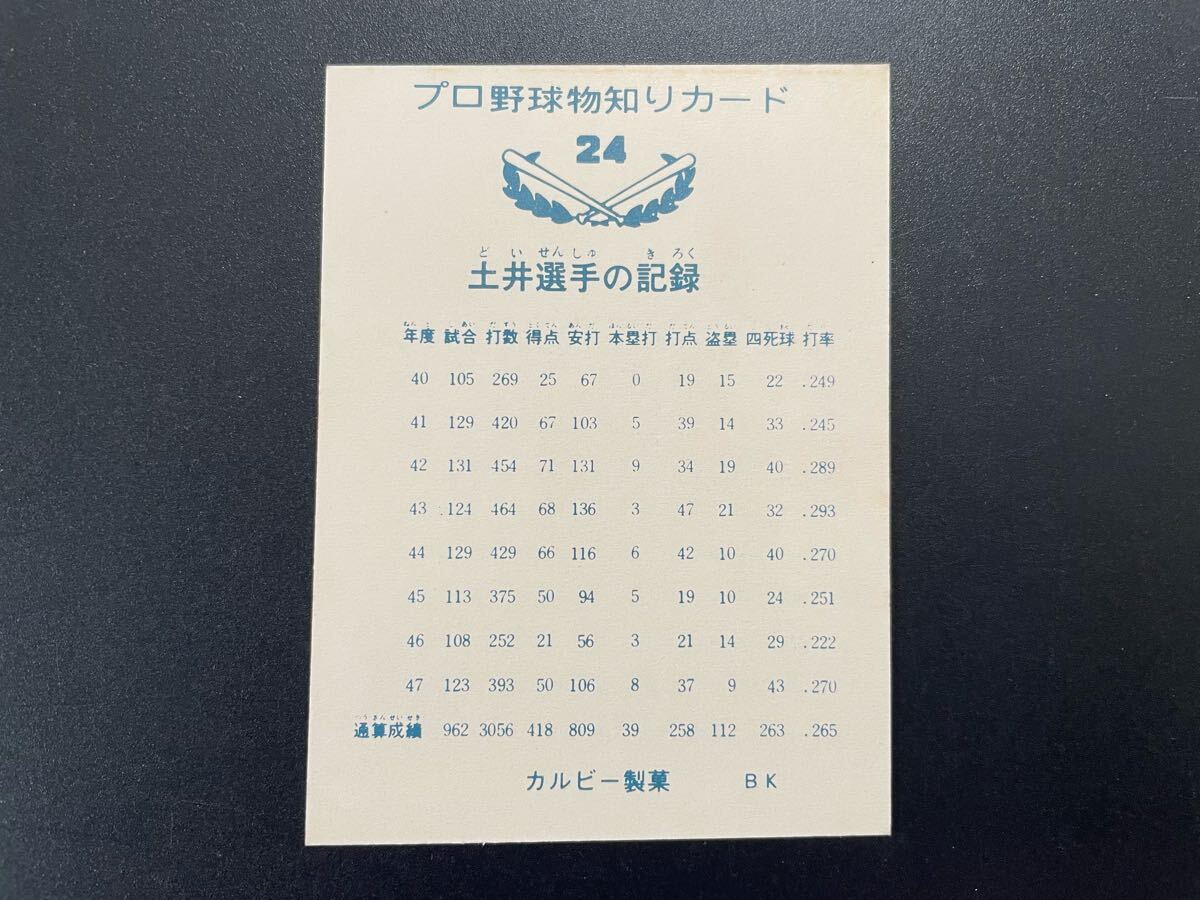 プロ野球物知りカード
24
どいせんしゅ きろく
土井選手の記録
年度 試合 打数 得点 安打 本塁打 打点 盗塁 四死球 打率
40 105 269 25 67 0 19 15 22 .249
41 129 420 67 103 5 39 14 33 .245
42 131 454 71 131 9 34 19 40 .289
43 124 464 68 136 3 47 21 32 .293
44 129 429 66 116 6 42 10 40 .270
45 113 375 50 94 5 19 10 24 .251
46 108 252 21 56 3 21 14 29 .222
47 123 393 50 106 8 37 9 43 .270
通算成績 962 3056 418 809 39 258 112 263 .265
カルビー製菓 BK